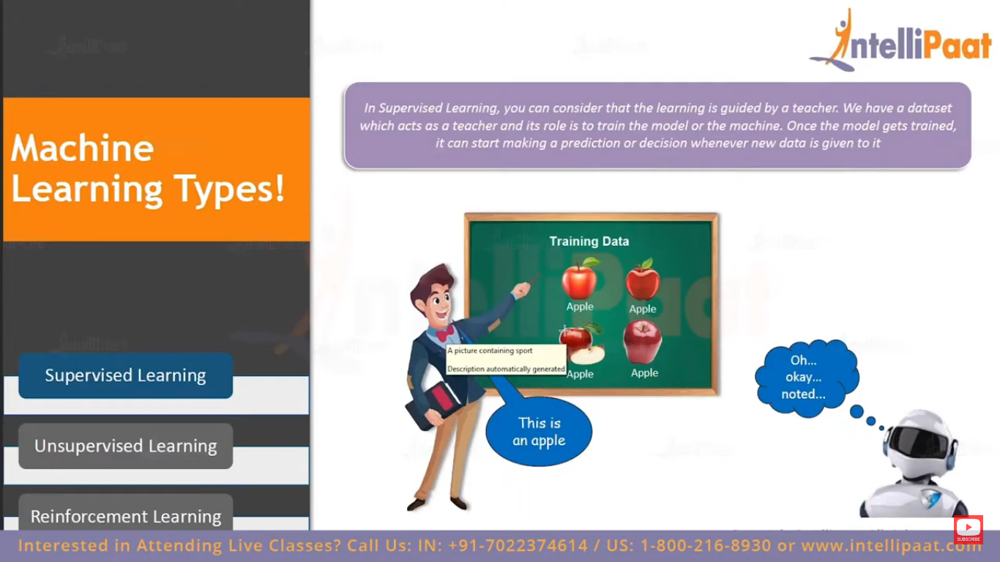 IntelliPaat
Machine
Learning Types!
In Supervised Learning, you can consider that the learning is guided by a teacher. We have a dataset
which acts as a teacher and its role is to train the model or the machine. Once the model gets trained,
it can start making a prediction or decision whenever new data is given to it
Training Data
Apple
Apple
A picture containing sport
Description automatically generated
Apple
Apple
This is
an apple
Oh...
okay...
noted...
Supervised Learning
Unsupervised Learning
Reinforcement Learning
SUBSCRIBE
Interested in Attending Live Classes? Call Us: IN: +91-7022374614 / US: 1-800-216-8930 or www.intellipaat.com